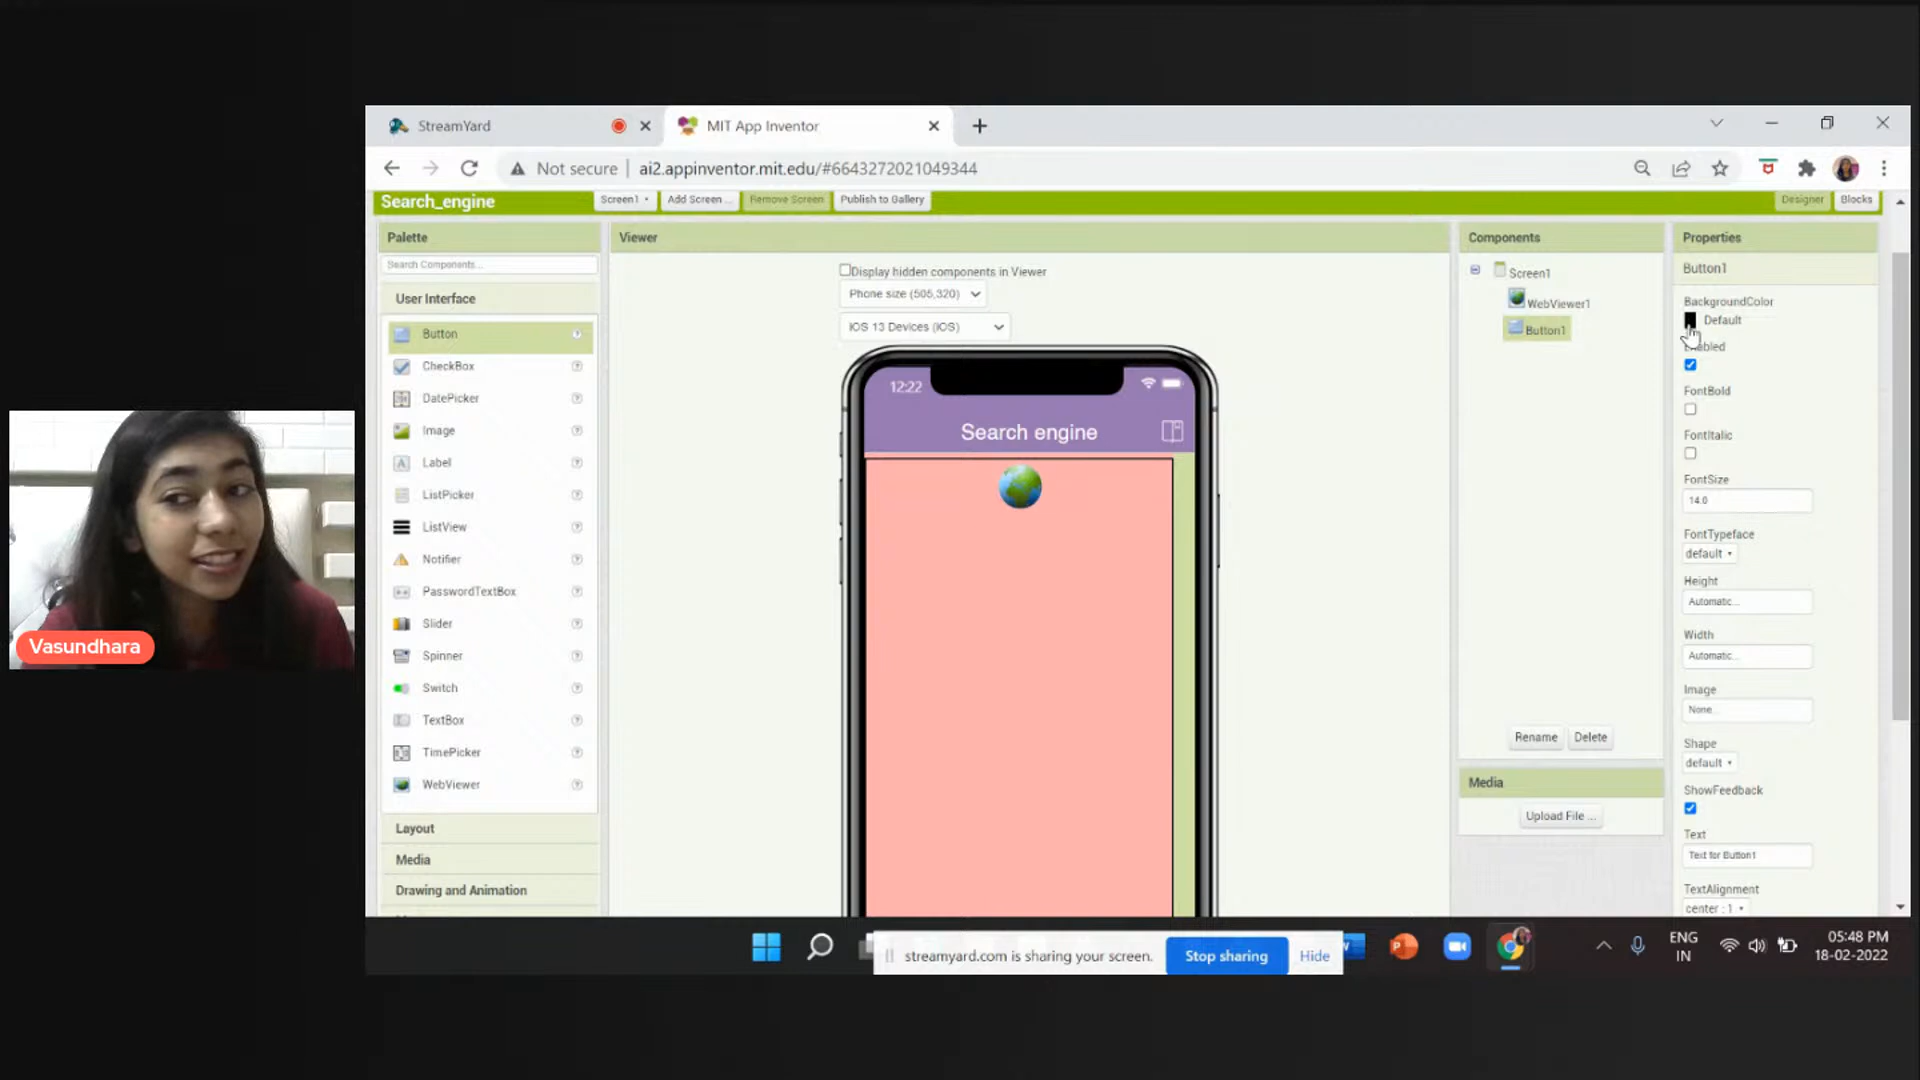 StreamYard
MIT App Inventor
Not secure
ai2.appinventor.mit.edu/#6643272021049344
Search_engine
Screen1
Add Screen ...
Remove Screen
Publish to Gallery
Designer
Blocks
Palette
Search Components...
User Interface
Button
CheckBox
DatePicker
Image
Label
ListPicker
ListView
Notifier
PasswordTextBox
Slider
Spinner
Switch
TextBox
TimePicker
WebViewer
Layout
Media
Drawing and Animation
Viewer
Display hidden components in Viewer
Phone size (505,320)
iOS 13 Devices (iOS)
12:22
Search engine
Components
Screen1
WebViewer1
Button1
Rename
Delete
Media
Upload File ...
Properties
Button1
BackgroundColor
Default
Enabled
FontBold
FontItalic
FontSize
14.0
FontTypeface
default
Height
Automatic...
Width
Automatic...
Image
None...
Shape
default
ShowFeedback
Text
Text for Button1
TextAlignment
center : 1
Vasundhara
streamyard.com is sharing your screen.
Stop sharing
Hide
ENG
IN
05:48 PM
18-02-2022